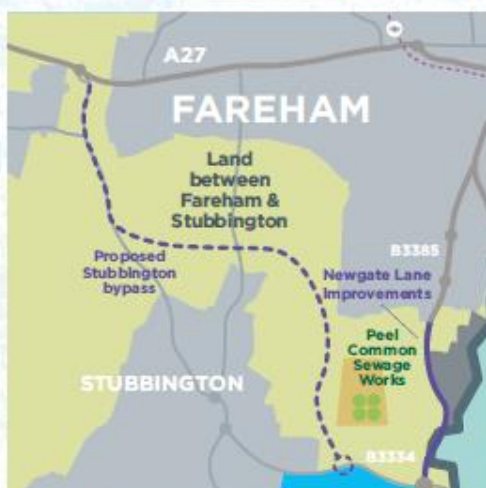 A27
FAREHAM
Land
between
Fareham &
Stubbington
B3385
Proposed
Stubbington
bypass
Newgate Lane
Improvements
Peel
Common
Sewage
Works
STUBBINGTON
B3334